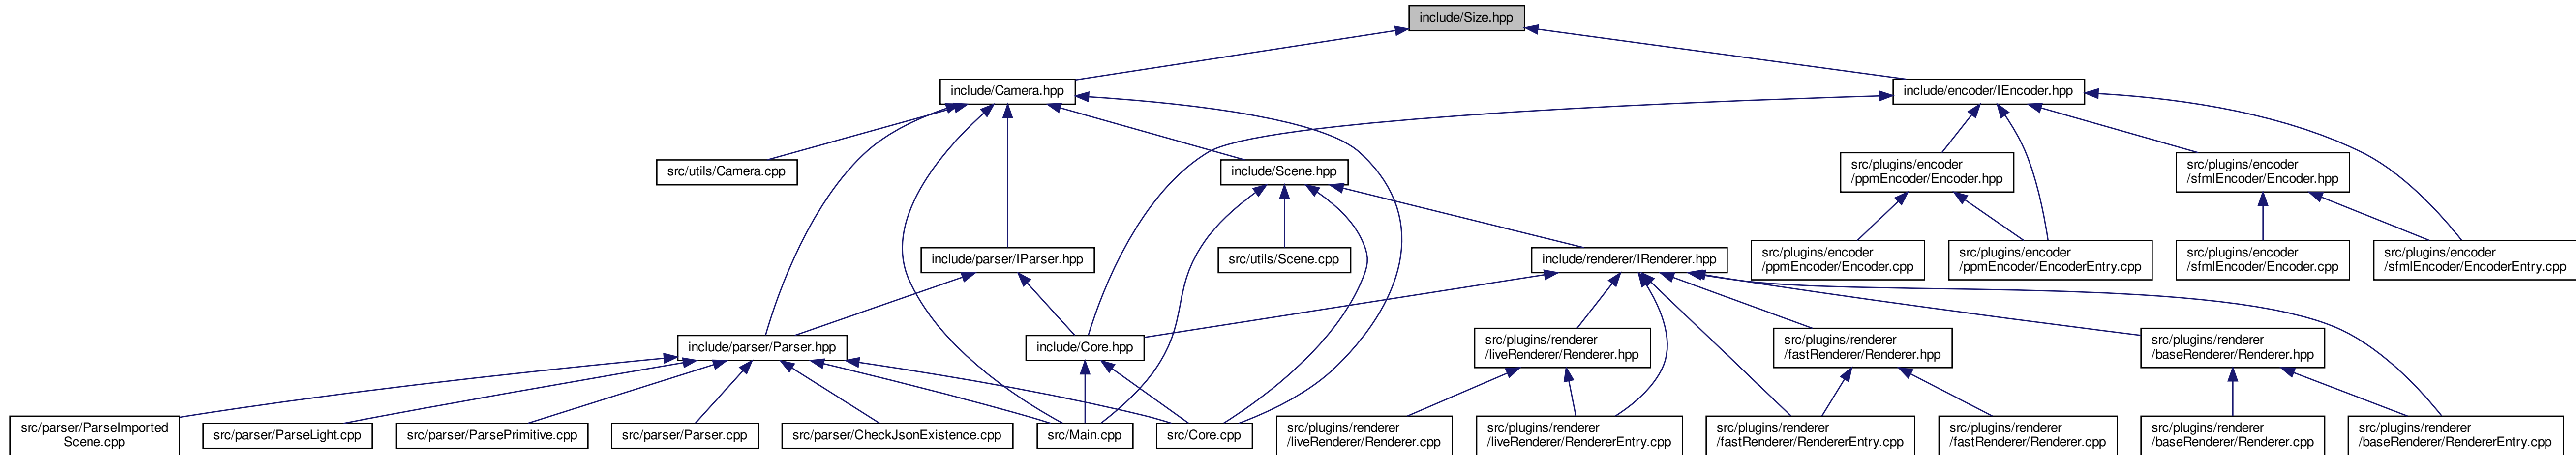 include/Size.hpp
include/Camera.hpp
include/encoder/IEncoder.hpp
src/utils/Camera.cpp
include/Scene.hpp
src/plugins/encoder
/ppmEncoder/Encoder.hpp
src/plugins/encoder
/sfmlEncoder/Encoder.hpp
include/parser/IParser.hpp
src/utils/Scene.cpp
include/renderer/IRenderer.hpp
src/plugins/encoder
/ppmEncoder/Encoder.cpp
src/plugins/encoder
/ppmEncoder/EncoderEntry.cpp
src/plugins/encoder
/sfmlEncoder/Encoder.cpp
src/plugins/encoder
/sfmlEncoder/EncoderEntry.cpp
include/parser/Parser.hpp
include/Core.hpp
src/plugins/renderer
/liveRenderer/Renderer.hpp
src/plugins/renderer
/fastRenderer/Renderer.hpp
src/plugins/renderer
/baseRenderer/Renderer.hpp
src/parser/ParseImported
Scene.cpp
src/parser/ParseLight.cpp
src/parser/ParsePrimitive.cpp
src/parser/Parser.cpp
src/parser/CheckJsonExistence.cpp
src/Main.cpp
src/Core.cpp
src/plugins/renderer
/liveRenderer/Renderer.cpp
src/plugins/renderer
/liveRenderer/RendererEntry.cpp
src/plugins/renderer
/fastRenderer/RendererEntry.cpp
src/plugins/renderer
/fastRenderer/Renderer.cpp
src/plugins/renderer
/baseRenderer/Renderer.cpp
src/plugins/renderer
/baseRenderer/RendererEntry.cpp